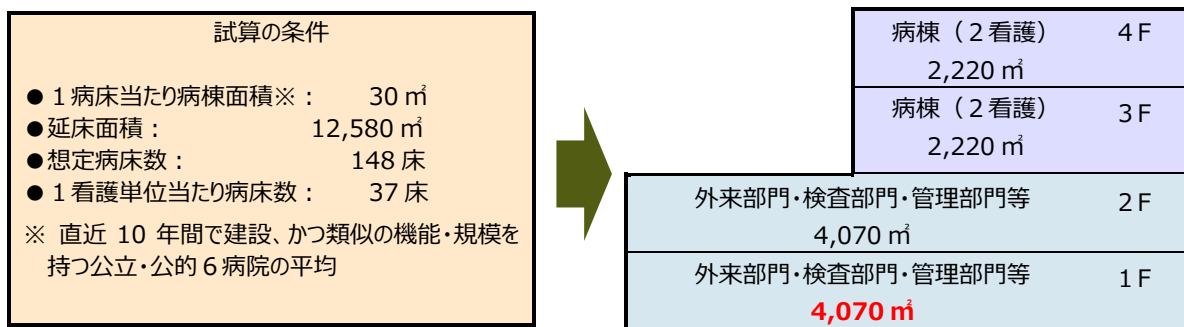 試算の条件
●１病床当たり病棟面積※： 30 ㎡
●延床面積： 12,580 ㎡
●想定病床数： 148 床
●１看護単位当たり病床数： 37 床
※ 直近 10 年間で建設、かつ類似の機能・規模を
持つ公立・公的６病院の平均
病棟（２看護） ４F
2,220 ㎡
病棟（２看護） ３F
2,220 ㎡
外来部門・検査部門・管理部門等 ２F
4,070 ㎡
外来部門・検査部門・管理部門等 １F
4,070 ㎡